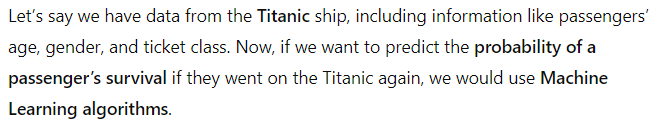 Let’s say we have data from the Titanic ship, including information like passengers’
age, gender, and ticket class. Now, if we want to predict the probability of a
passenger’s survival if they went on the Titanic again, we would use Machine
Learning algorithms.